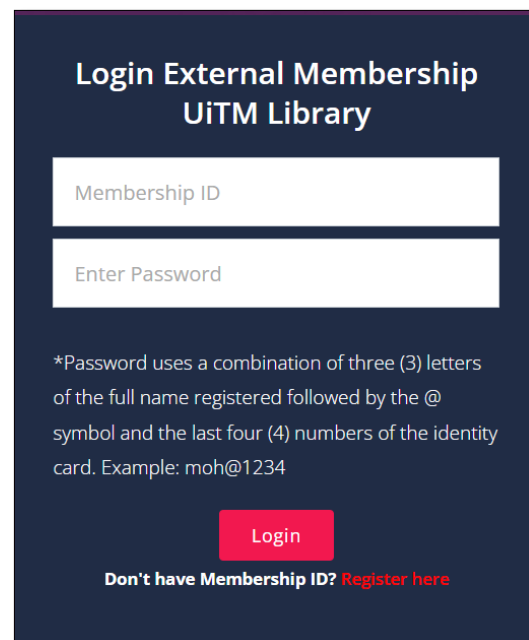 Login External Membership
UiTM Library
Membership ID
Enter Password
*Password uses a combination of three (3) letters
of the full name registered followed by the @
symbol and the last four (4) numbers of the identity
card. Example: moh@1234
Login
Don't have Membership ID? Register here